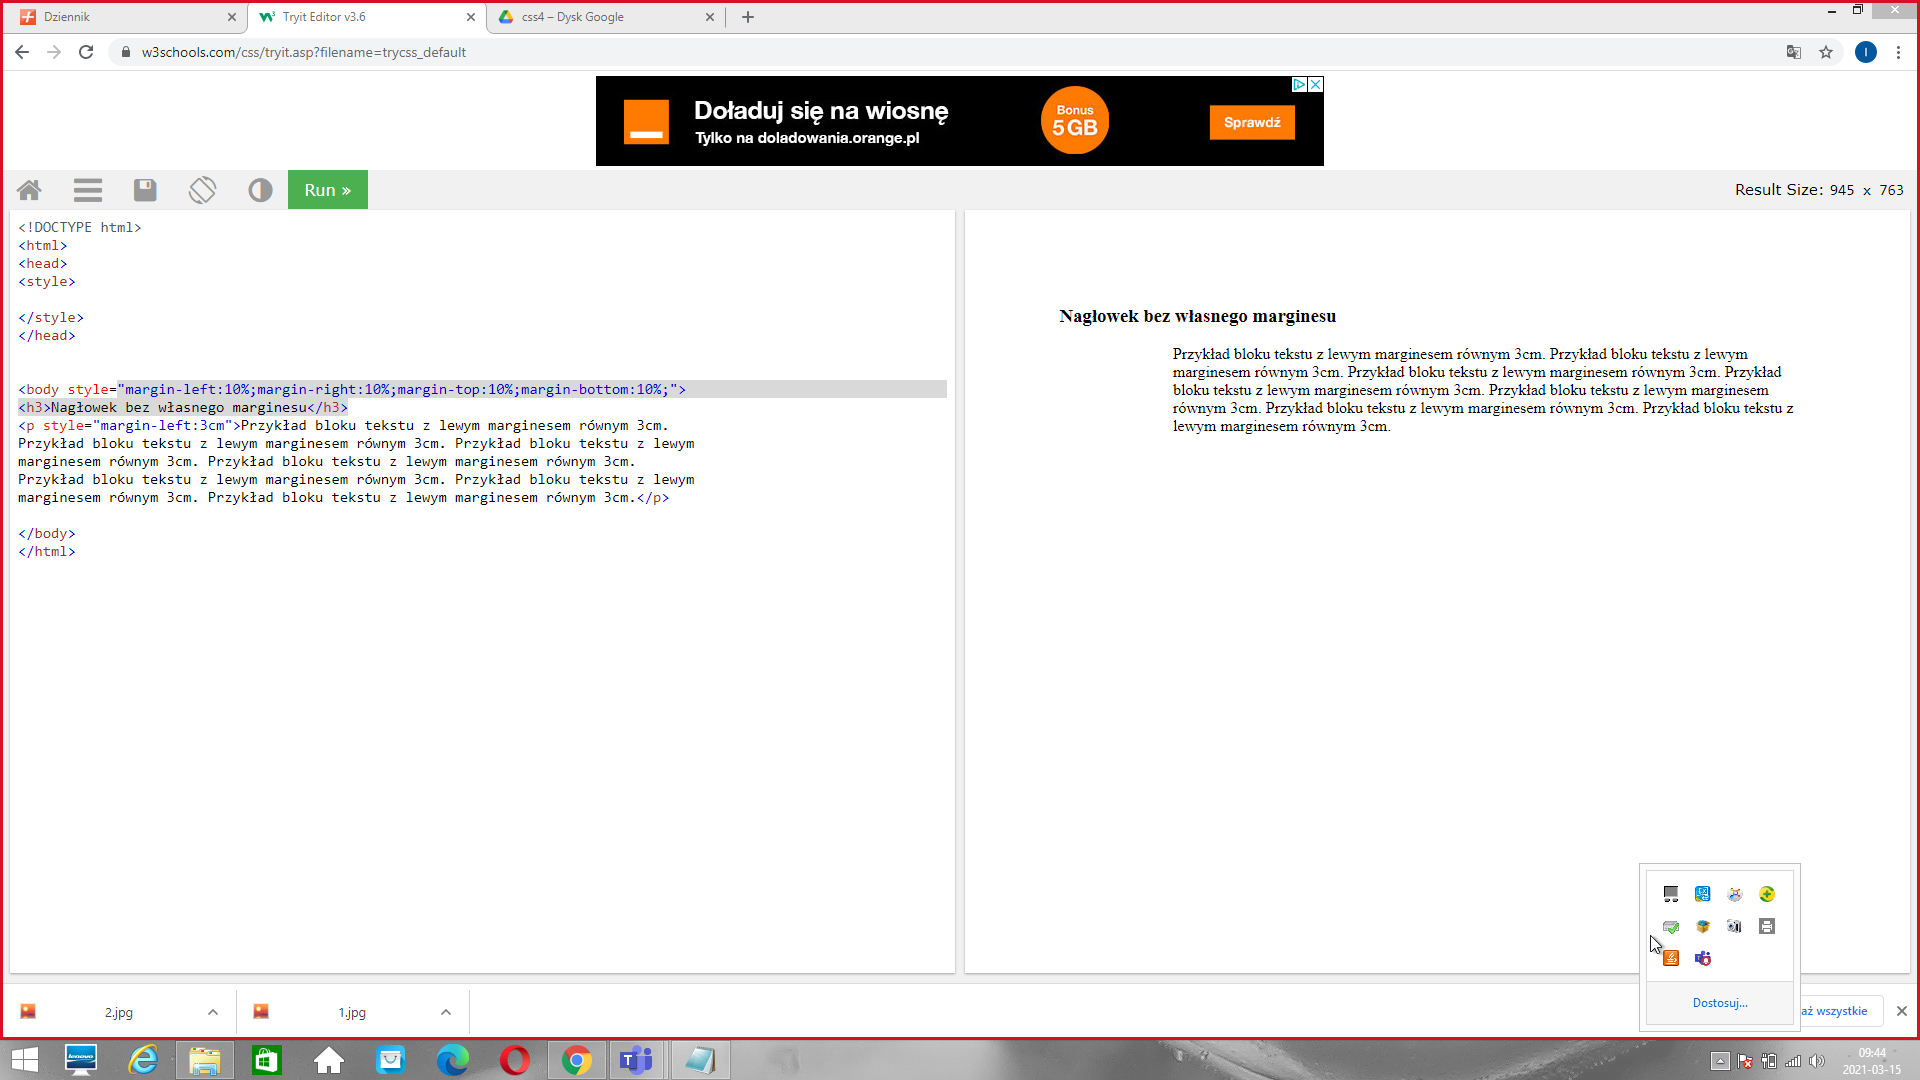 Dziennik
Tryit Editor v3.6
css4 – Dysk Google
w3schools.com/css/tryit.asp?filename=trycss_default
I
Doładuj się na wiosnę
Tylko na doladowania.orange.pl
Bonus
5GB
Sprawdź
Run »
Result Size: 945 x 763
<!DOCTYPE html>
<html>
<head>
<style>
</style>
</head>
<body style="margin-left:10%;margin-right:10%;margin-top:10%;margin-bottom:10%;">
<h3>Nagłowek bez własnego marginesu</h3>
<p style="margin-left:3cm">Przykład bloku tekstu z lewym marginesem równym 3cm.
Przykład bloku tekstu z lewym marginesem równym 3cm. Przykład bloku tekstu z lewym
marginesem równym 3cm. Przykład bloku tekstu z lewym marginesem równym 3cm.
Przykład bloku tekstu z lewym marginesem równym 3cm. Przykład bloku tekstu z lewym
marginesem równym 3cm. Przykład bloku tekstu z lewym marginesem równym 3cm.</p>
</body>
</html>
Nagłowek bez własnego marginesu
Przykład bloku tekstu z lewym marginesem równym 3cm. Przykład bloku tekstu z lewym
marginesem równym 3cm. Przykład bloku tekstu z lewym marginesem równym 3cm. Przykład
bloku tekstu z lewym marginesem równym 3cm. Przykład bloku tekstu z lewym marginesem
równym 3cm. Przykład bloku tekstu z lewym marginesem równym 3cm. Przykład bloku tekstu z
lewym marginesem równym 3cm.
Dostosuj...
2.jpg
1.jpg
aż wszystkie
lenovo
09:44
2021-03-15